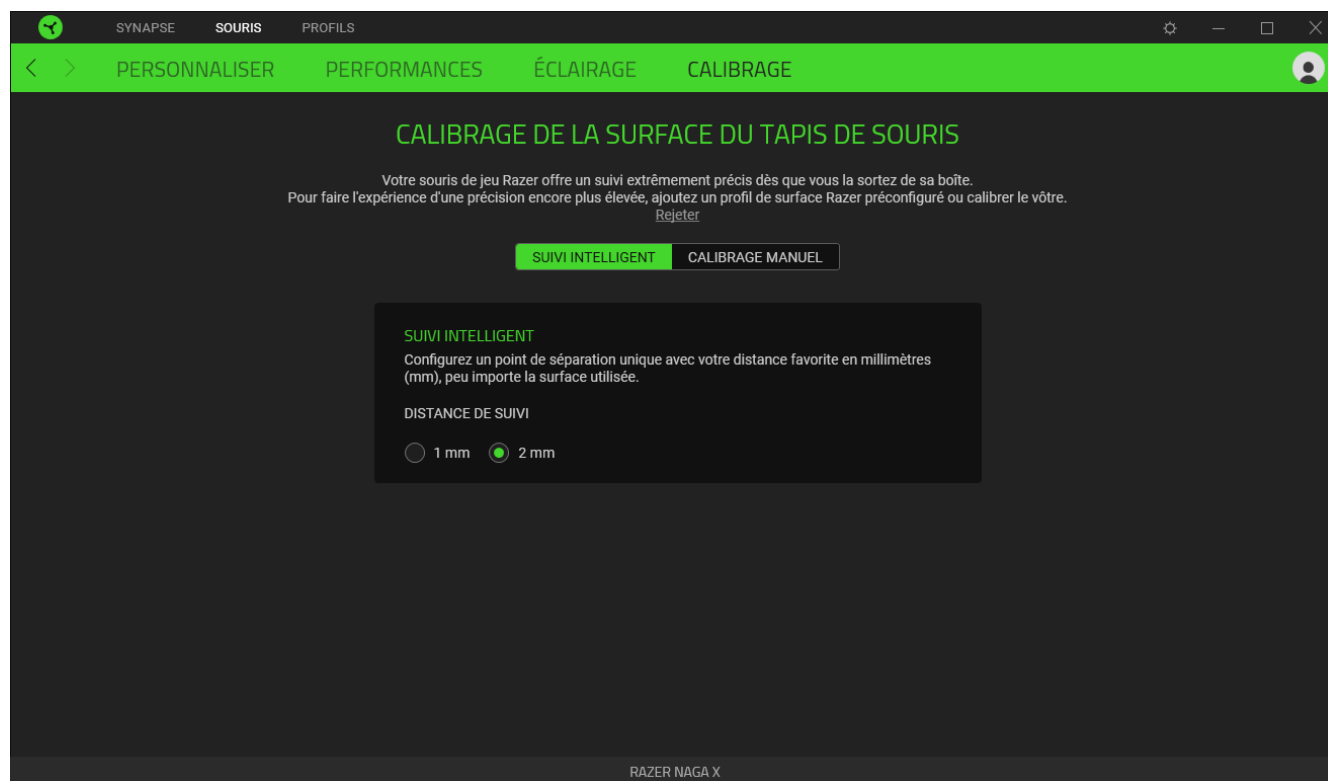 SYNAPSE SOURIS PROFILS
PERSONNALISER PERFORMANCES ÉCLAIRAGE CALIBRAGE
CALIBRAGE DE LA SURFACE DU TAPIS DE SOURIS
Votre souris de jeu Razer offre un suivi extrêmement précis dès que vous la sortez de sa boîte.
Pour faire l'expérience d'une précision encore plus élevée, ajoutez un profil de surface Razer préconfiguré ou calibrer le vôtre.
Rejeter
SUIVI INTELLIGENT CALIBRAGE MANUEL
SUIVI INTELLIGENT
Configurez un point de séparation unique avec votre distance favorite en millimètres
(mm), peu importe la surface utilisée.
DISTANCE DE SUIVI
1 mm 2 mm
RAZER NAGA X